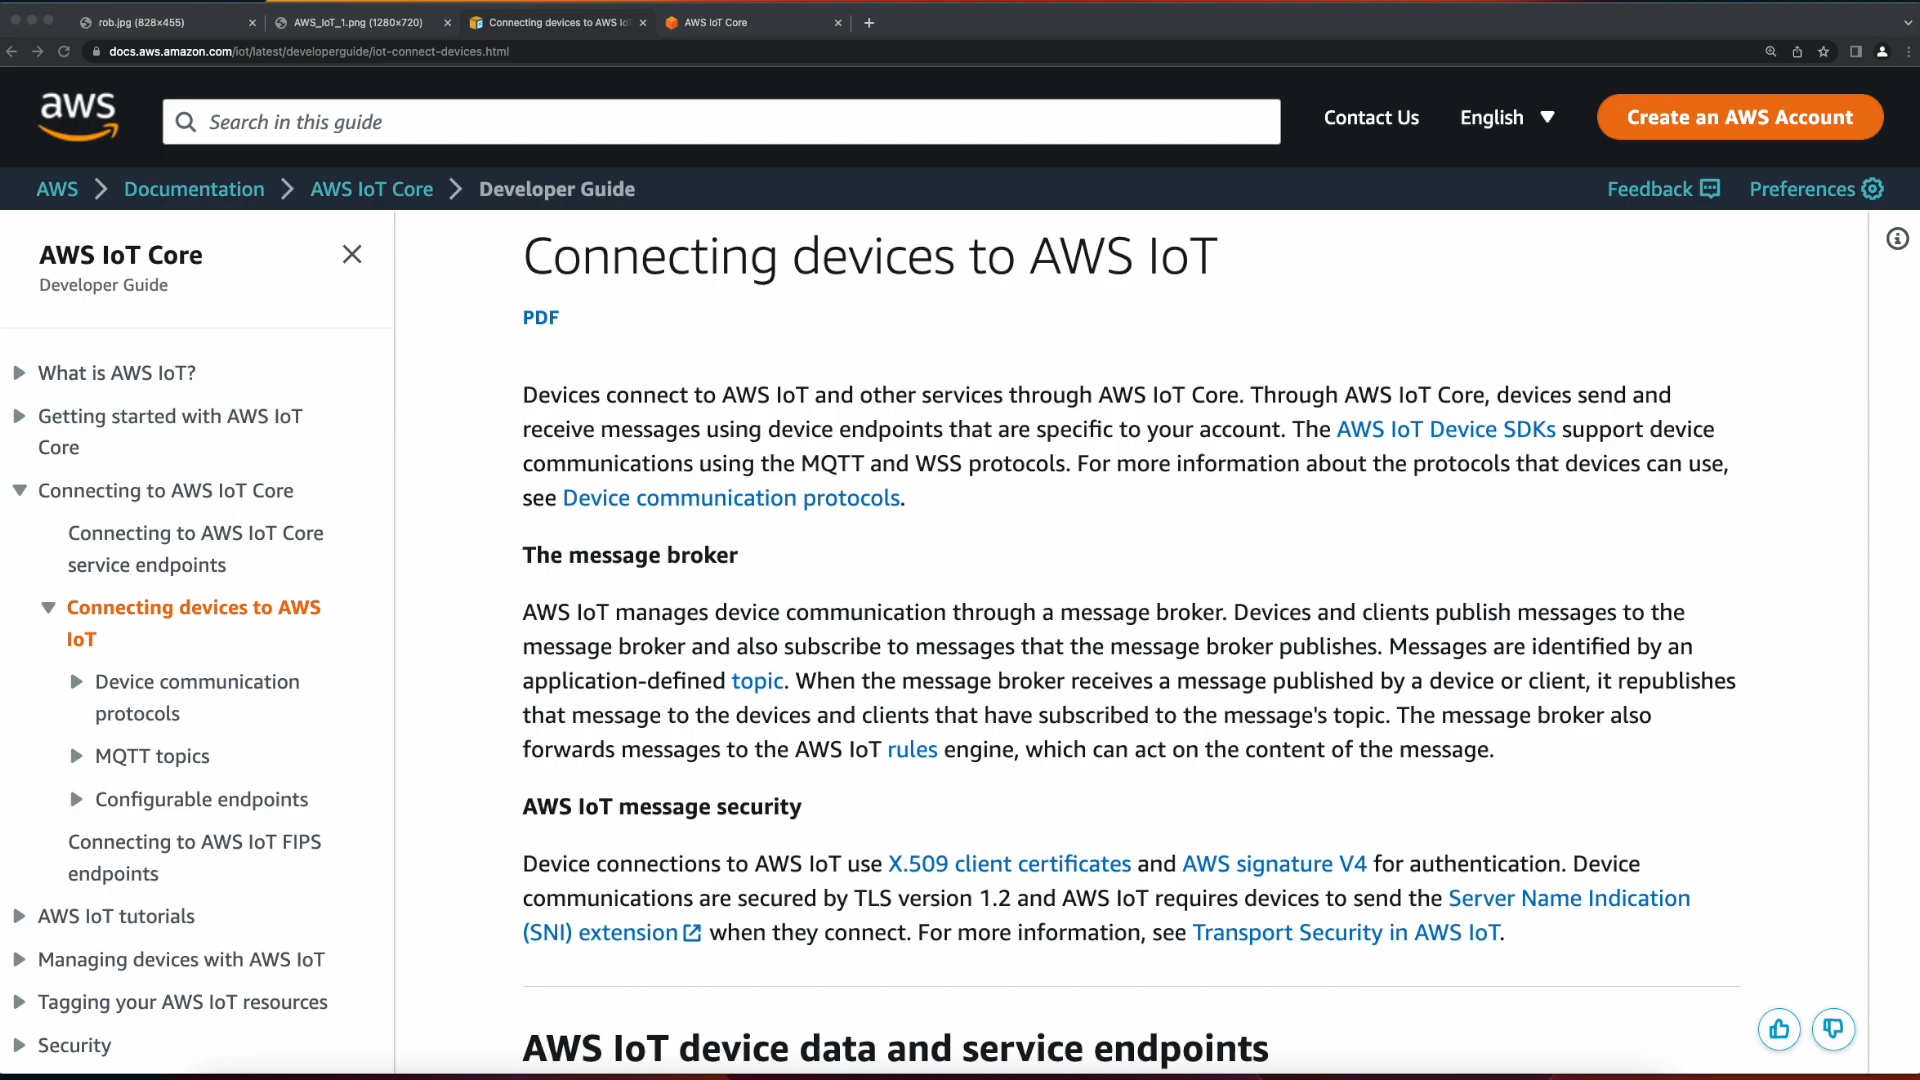 rob.jpg (828×455)
AWS_IoT_1.png (1280×720)
Connecting devices to AWS Io
AWS IoT Core
docs.aws.amazon.com/iot/latest/developerguide/iot-connect-devices.html
aws
Search in this guide
Contact Us
English
Create an AWS Account
AWS
Documentation
AWS IoT Core
Developer Guide
Feedback
Preferences
AWS IoT Core
Developer Guide
What is AWS IoT?
Getting started with AWS IoT
Core
Connecting to AWS IoT Core
Connecting to AWS IoT Core
service endpoints
Connecting devices to AWS
IoT
Device communication
protocols
MQTT topics
Configurable endpoints
Connecting to AWS IoT FIPS
endpoints
AWS IoT tutorials
Managing devices with AWS IoT
Tagging your AWS IoT resources
Security
Connecting devices to AWS IoT
PDF
Devices connect to AWS IoT and other services through AWS IoT Core. Through AWS IoT Core, devices send and
receive messages using device endpoints that are specific to your account. The AWS IoT Device SDKs support device
communications using the MQTT and WSS protocols. For more information about the protocols that devices can use,
see Device communication protocols.
The message broker
AWS IoT manages device communication through a message broker. Devices and clients publish messages to the
message broker and also subscribe to messages that the message broker publishes. Messages are identified by an
application-defined topic. When the message broker receives a message published by a device or client, it republishes
that message to the devices and clients that have subscribed to the message's topic. The message broker also
forwards messages to the AWS IoT rules engine, which can act on the content of the message.
AWS IoT message security
Device connections to AWS IoT use X.509 client certificates and AWS signature V4 for authentication. Device
communications are secured by TLS version 1.2 and AWS IoT requires devices to send the Server Name Indication
(SNI) extension when they connect. For more information, see Transport Security in AWS IoT.
AWS IoT device data and service endpoints